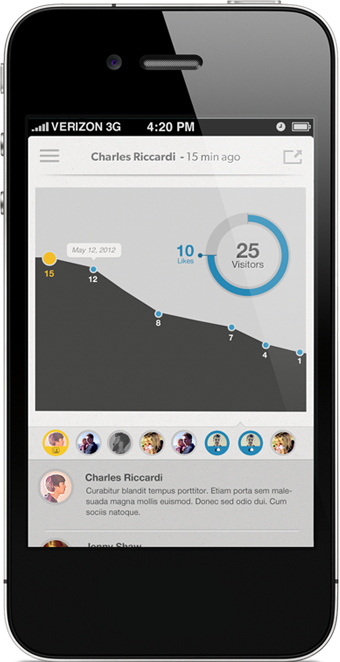 VERIZON 3G 4:20 PM
Charles Riccardi - 15 min ago
May 12, 2012
10
Likes
25
Visitors
15
12
8
7
4
1
Charles Riccardi
Curabitur blandit tempus porttitor. Etiam porta sem male-
suada magna mollis euismod. Donec sed odio dui. Cum
sociis natoque.
Jenny Shaw